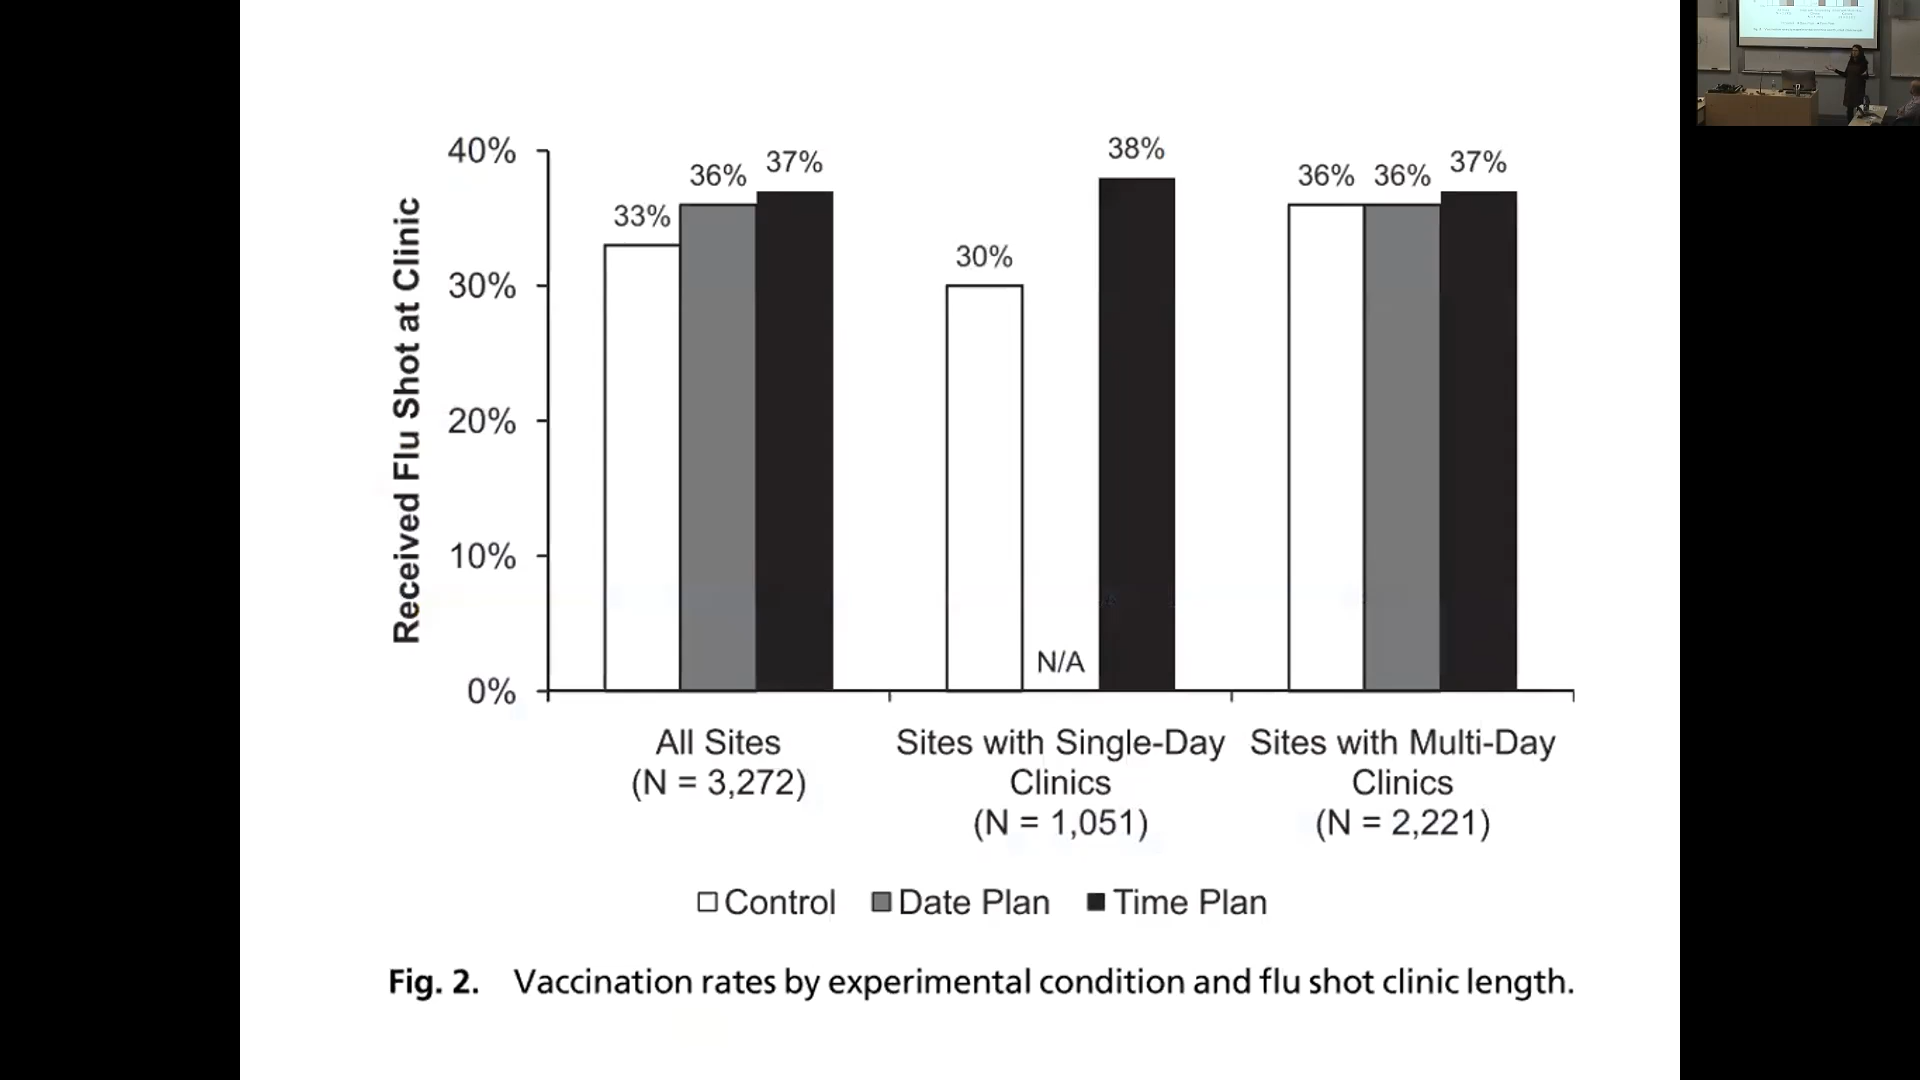 Received Flu Shot at Clinic
40%
30%
20%
10%
0%
33%
36%
37%
30%
N/A
38%
36%
36%
37%
All Sites
(N = 3,272)
Sites with Single-Day
Clinics
(N = 1,051)
Sites with Multi-Day
Clinics
(N = 2,221)
Control
Date Plan
Time Plan
Fig. 2. Vaccination rates by experimental condition and flu shot clinic length.